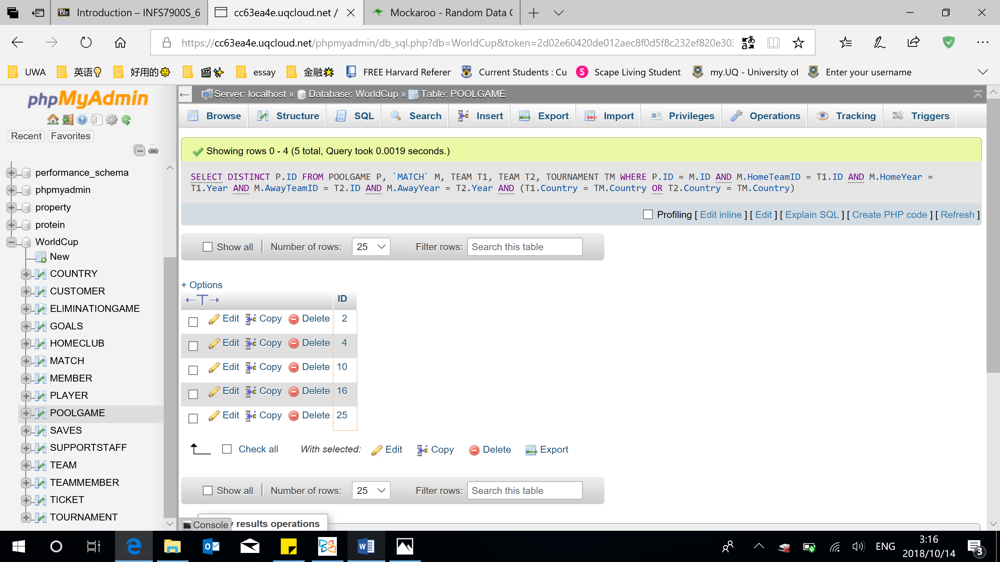 Introduction – INFS7900S_6
cc63ea4e.uqcloud.net /
Mockaroo - Random Data
https://cc63ea4e.uqcloud.net/phpmyadmin/db_sql.php?db=WorldCup&token=2d02e60420de012aec8f0d5f8c232ef820e303
UWA 英语 好用的 essay 金融 FREE Harvard Referer Current Students : Cu Scape Living Student my.UQ - University of Enter your username
phpMyAdmin
Recent Favorites
performance_schema
phpmyadmin
property
protein
WorldCup
New
COUNTRY
CUSTOMER
ELIMINATIONGAME
GOALS
HOMECLUB
MATCH
MEMBER
PLAYER
POOLGAME
SAVES
SUPPORTSTAFF
TEAM
TEAMMEMBER
TICKET
TOURNAMENT
Server: localhost » Database: WorldCup » Table: POOLGAME
Browse Structure SQL Search Insert Export Import Privileges Operations Tracking Triggers
Showing rows 0 - 4 (5 total, Query took 0.0019 seconds.)
SELECT DISTINCT P.ID FROM POOLGAME P, `MATCH` M, TEAM T1, TEAM T2, TOURNAMENT TM WHERE P.ID = M.ID AND M.HomeTeamID = T1.ID AND M.HomeYear =
T1.Year AND M.AwayTeamID = T2.ID AND M.AwayYear = T2.Year AND (T1.Country = TM.Country OR T2.Country = TM.Country)
Profiling [ Edit inline ] [ Edit ] [ Explain SQL ] [ Create PHP code ] [ Refresh ]
Show all Number of rows: 25 Filter rows: Search this table
+ Options
←T→ ID
Edit Copy Delete 2
Edit Copy Delete 4
Edit Copy Delete 10
Edit Copy Delete 16
Edit Copy Delete 25
Check all With selected: Edit Copy Delete Export
Show all Number of rows: 25 Filter rows: Search this table
Console results operations
ENG
3:16
2018/10/14
3